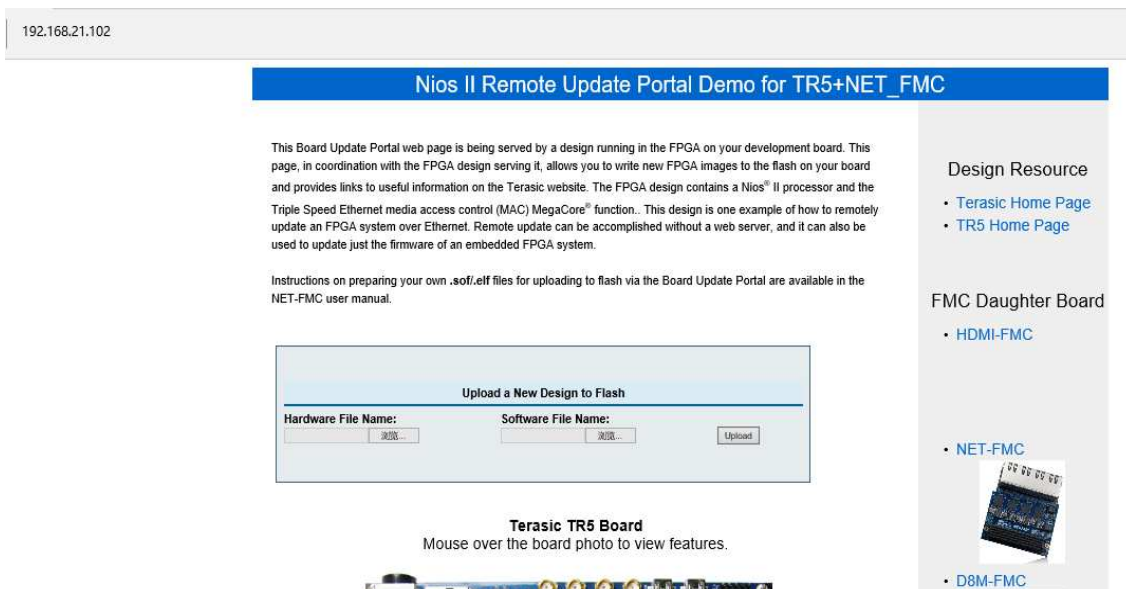 192.168.21.102
Nios II Remote Update Portal Demo for TR5+NET_FMC
This Board Update Portal web page is being served by a design running in the FPGA on your development board. This
page, in coordination with the FPGA design serving it, allows you to write new FPGA images to the flash on your board
and provides links to useful information on the Terasic website. The FPGA design contains a Nios® II processor and the
Triple Speed Ethernet media access control (MAC) MegaCore® function.. This design is one example of how to remotely
update an FPGA system over Ethernet. Remote update can be accomplished without a web server, and it can also be
used to update just the firmware of an embedded FPGA system.
Instructions on preparing your own .sof/.elf files for uploading to flash via the Board Update Portal are available in the
NET-FMC user manual.
Upload a New Design to Flash
Hardware File Name: Software File Name:
浏览... 浏览... Upload
Terasic TR5 Board
Mouse over the board photo to view features.
Design Resource
• Terasic Home Page
• TR5 Home Page
FMC Daughter Board
• HDMI-FMC
• NET-FMC
• D8M-FMC